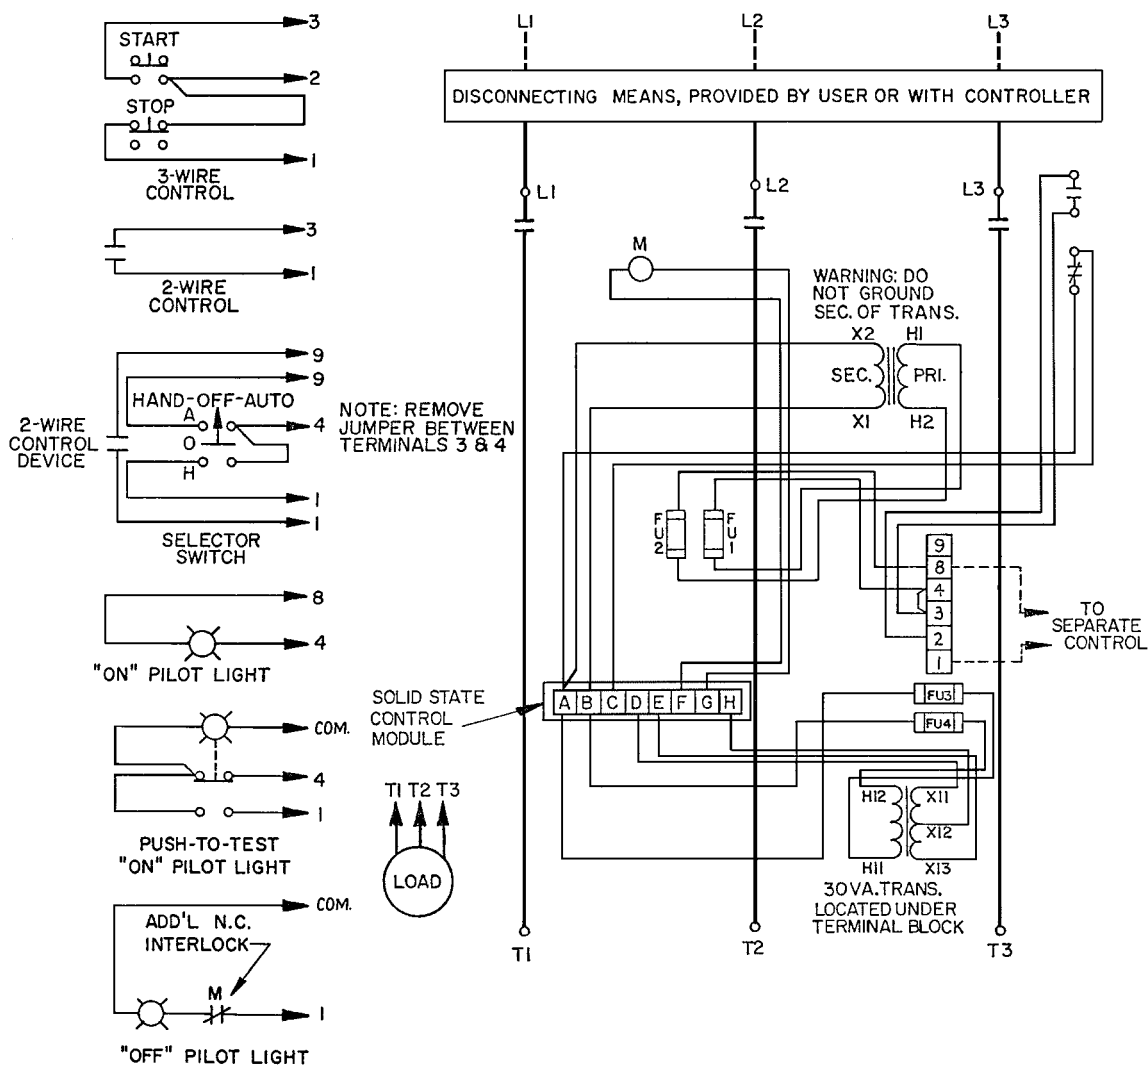 3
START
2
STOP
1
3-WIRE
CONTROL
3
1
2-WIRE
CONTROL
9
9
HAND-OFF-AUTO
A
4
O
H
2-WIRE
CONTROL
DEVICE
NOTE: REMOVE
JUMPER BETWEEN
TERMINALS 3 & 4
1
1
SELECTOR
SWITCH
8
4
"ON" PILOT LIGHT
COM.
4
1
PUSH-TO-TEST
"ON" PILOT LIGHT
COM.
ADD'L N.C.
INTERLOCK
M
1
"OFF" PILOT LIGHT
L1 L2 L3
DISCONNECTING MEANS, PROVIDED BY USER OR WITH CONTROLLER
L1 L2 L3
M
WARNING: DO
NOT GROUND
SEC. OF TRANS.
X2 H1
SEC. PRI.
X1 H2
FU2
FU1
9
8
4
3
2
1
TO
SEPARATE
CONTROL
SOLID STATE
CONTROL
MODULE
A B C D E F G H
FU3
FU4
H12 X11
X12
H11 X13
30VA. TRANS.
LOCATED UNDER
TERMINAL BLOCK
T1 T2 T3
LOAD
T1 T2 T3